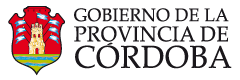 GOBIERNO DE LA
PROVINCIA DE
CÓRDOBA